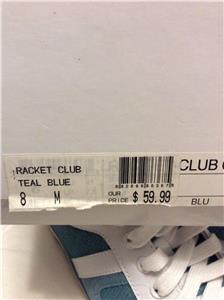 RACKET CLUB
TEAL BLUE
8 M
OUR PRICE $ 59.99
CLUB
BLU